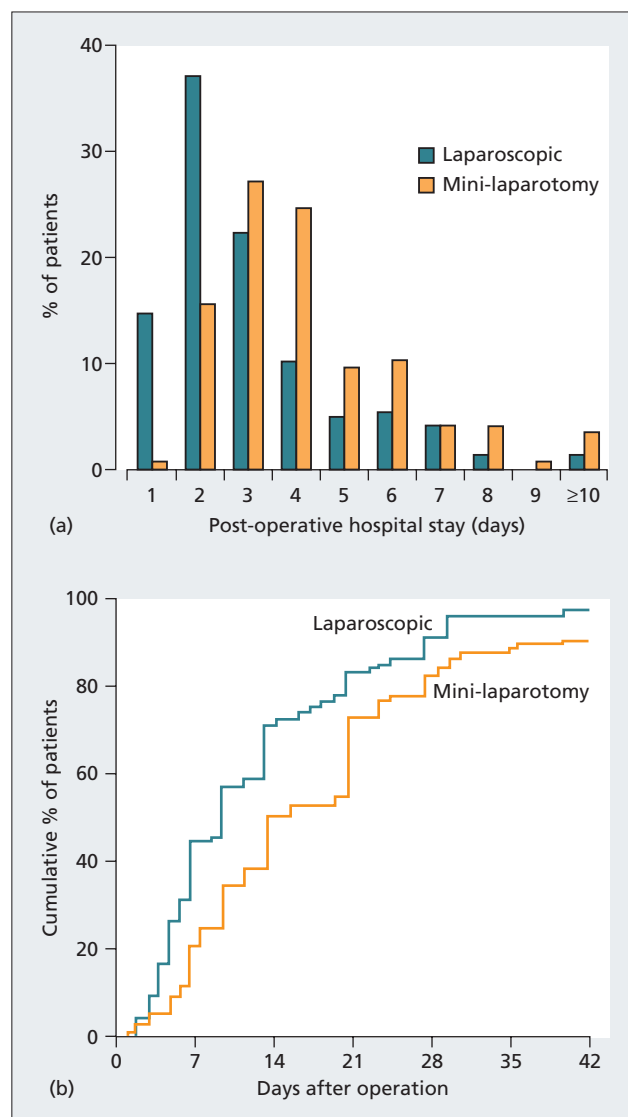 40
30
20
10
0
% of patients
Laparoscopic
Mini-laparotomy
1 2 3 4 5 6 7 8 9 ≥10
(a) Post-operative hospital stay (days)
100
80
60
40
20
0
Cumulative % of patients
Laparoscopic
Mini-laparotomy
0 7 14 21 28 35 42
(b) Days after operation